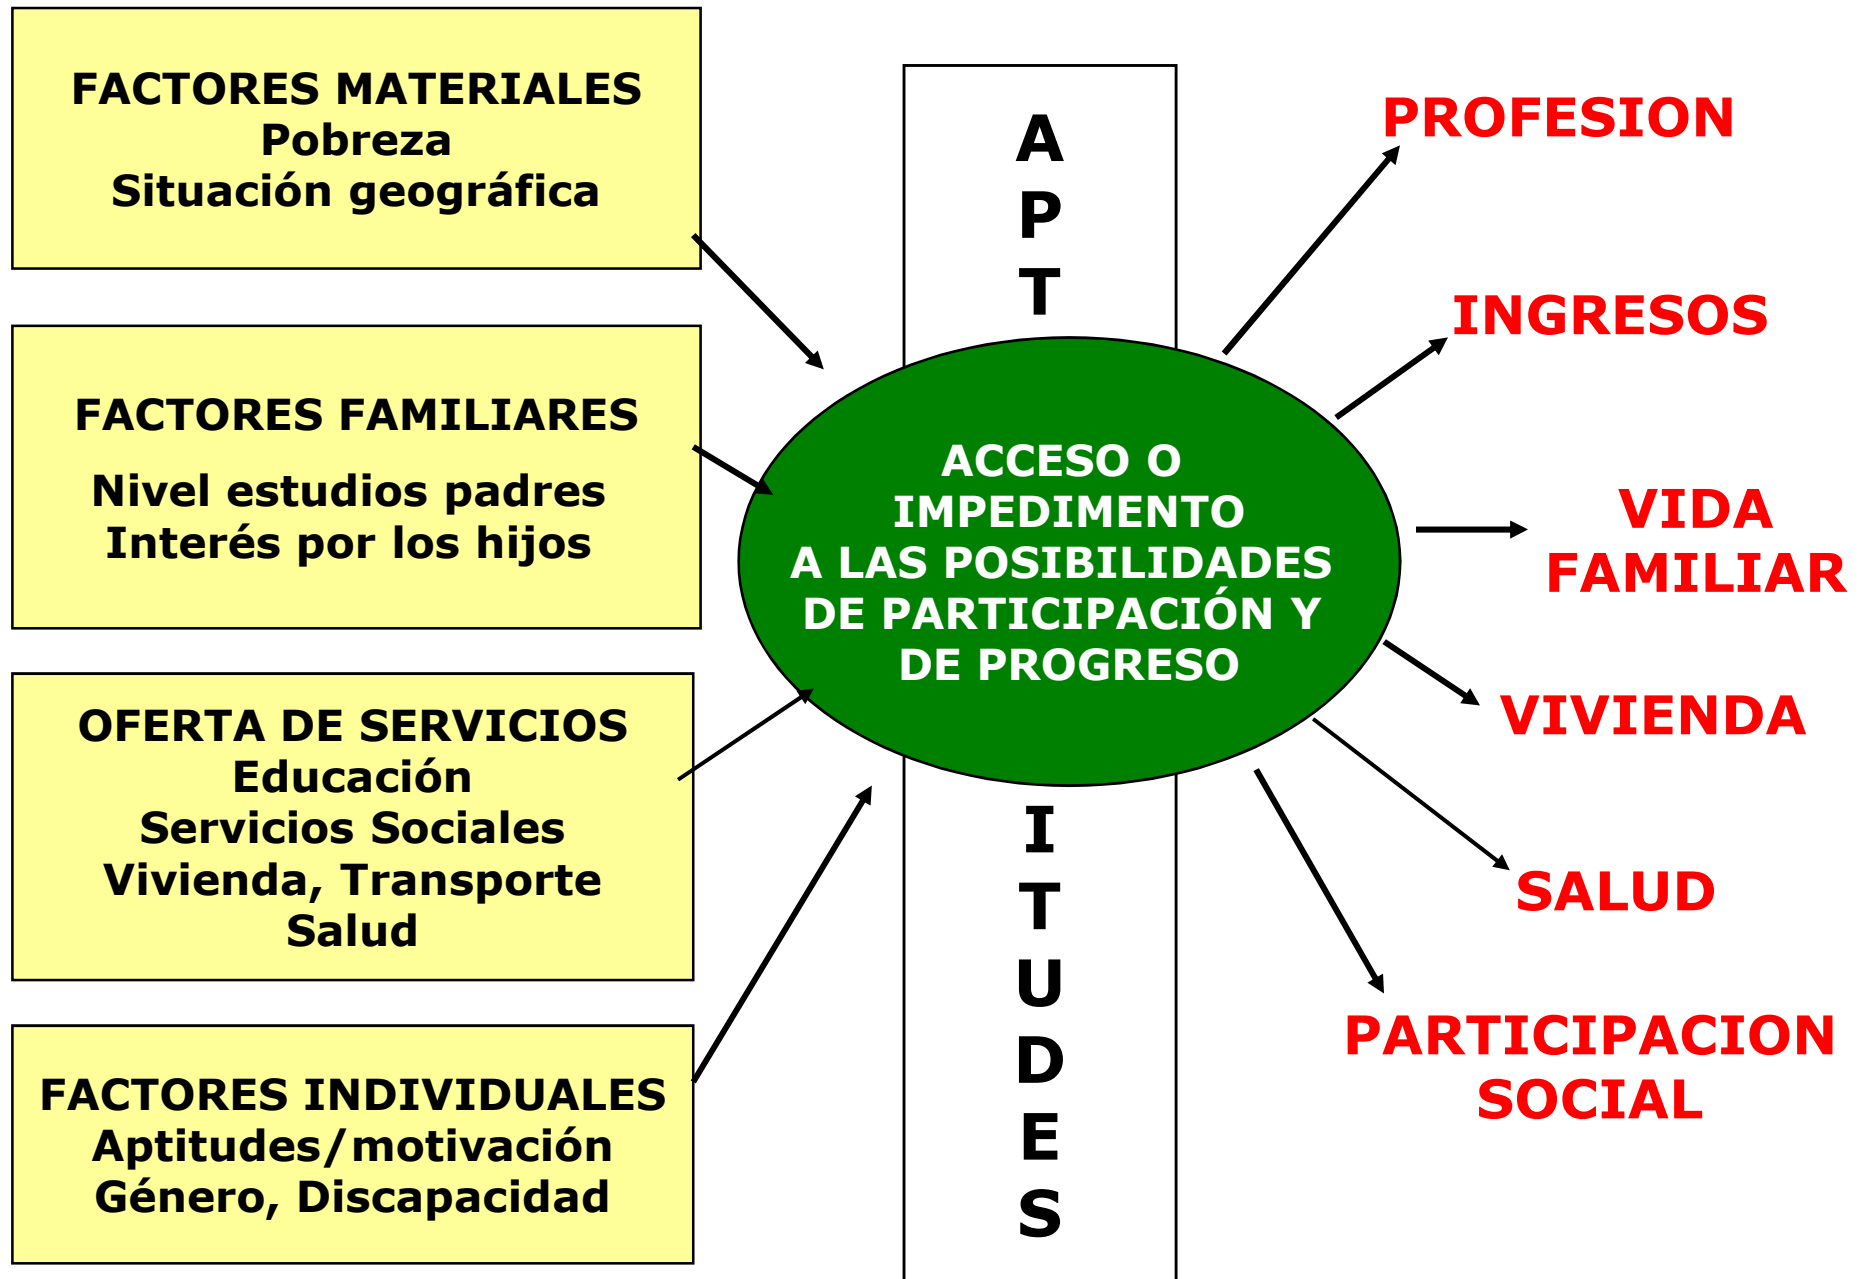 FACTORES MATERIALES
Pobreza
Situación geográfica
FACTORES FAMILIARES
Nivel estudios padres
Interés por los hijos
OFERTA DE SERVICIOS
Educación
Servicios Sociales
Vivienda, Transporte
Salud
FACTORES INDIVIDUALES
Aptitudes/motivación
Género, Discapacidad
A
P
T
I
T
U
D
E
S
ACCESO O
IMPEDIMENTO
A LAS POSIBILIDADES
DE PARTICIPACIÓN Y
DE PROGRESO
PROFESION
INGRESOS
VIDA
FAMILIAR
VIVIENDA
SALUD
PARTICIPACION
SOCIAL